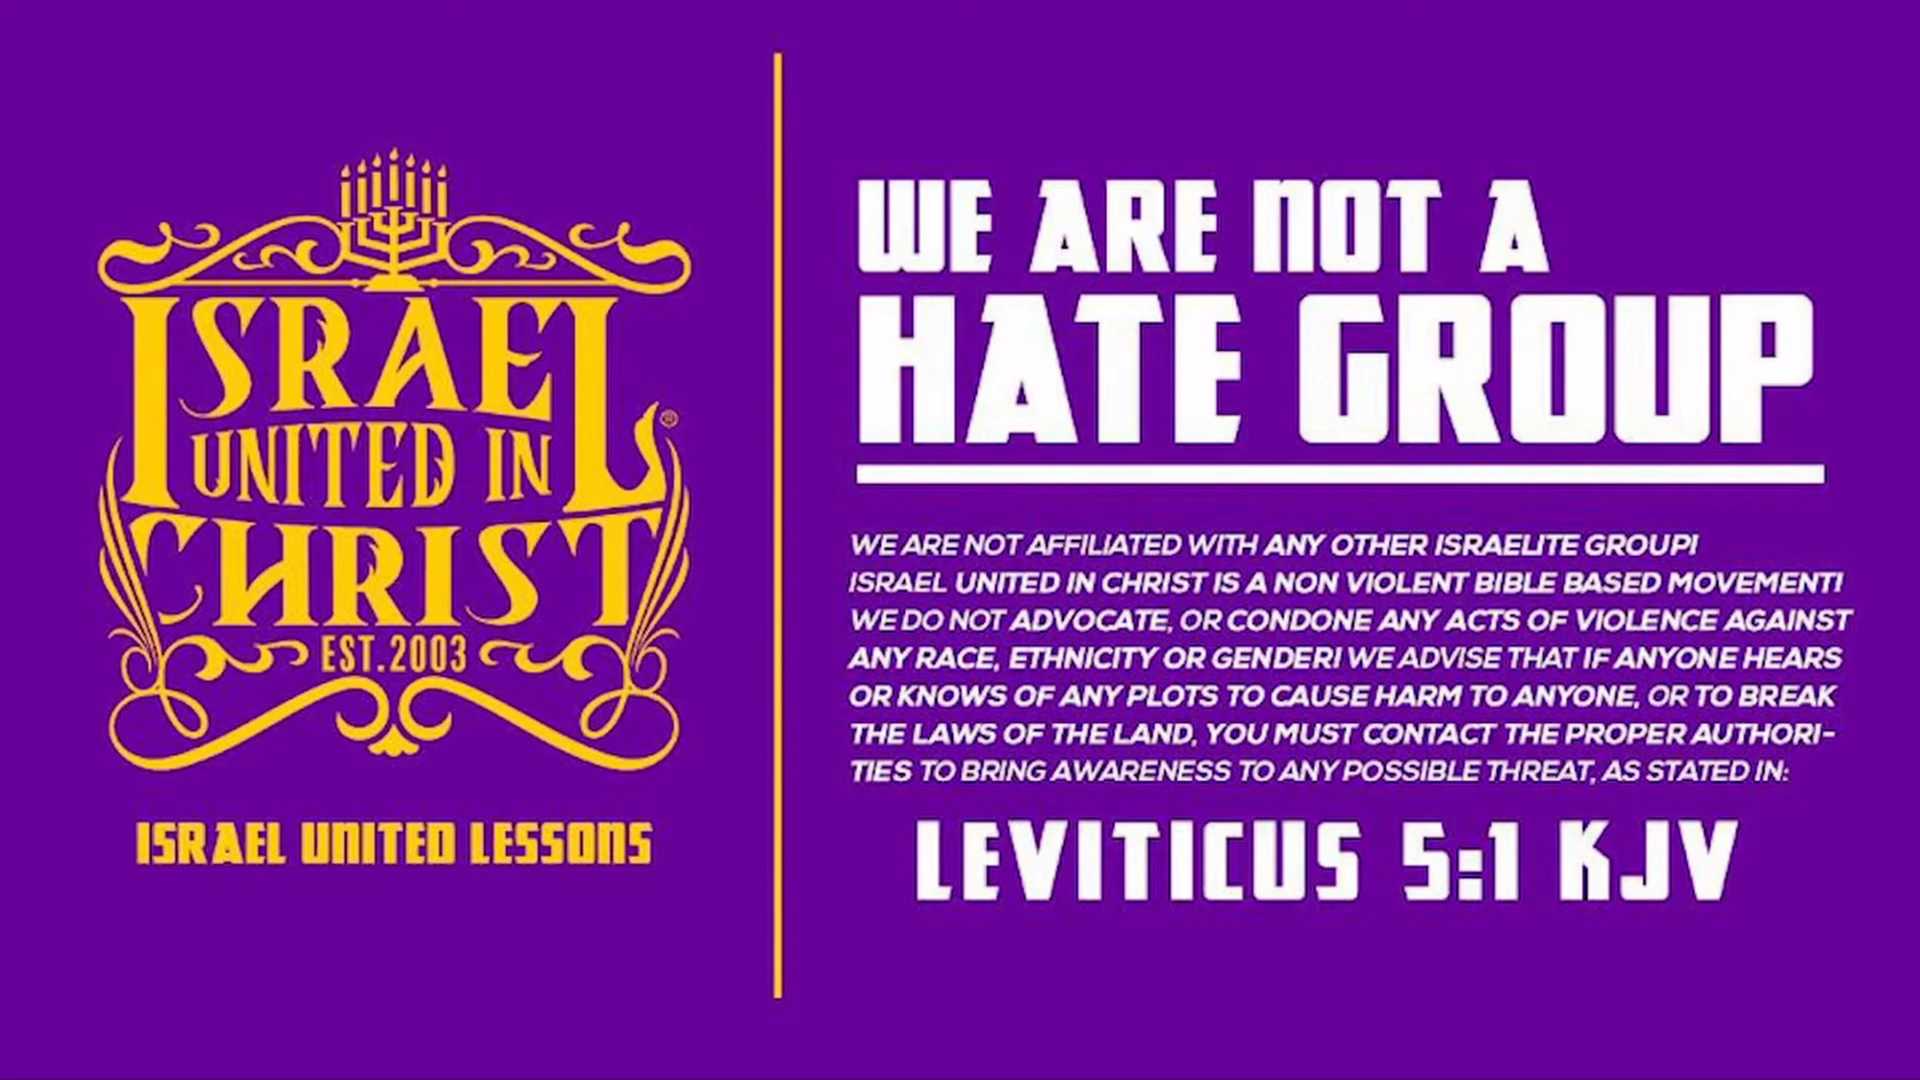 ISRAEL
UNITED IN
CHRIST
®
EST. 2003
ISRAEL UNITED LESSONS
WE ARE NOT A
HATE GROUP
WE ARE NOT AFFILIATED WITH ANY OTHER ISRAELITE GROUP!
ISRAEL UNITED IN CHRIST IS A NON VIOLENT BIBLE BASED MOVEMENT!
WE DO NOT ADVOCATE, OR CONDONE ANY ACTS OF VIOLENCE AGAINST
ANY RACE, ETHNICITY OR GENDER! WE ADVISE THAT IF ANYONE HEARS
OR KNOWS OF ANY PLOTS TO CAUSE HARM TO ANYONE, OR TO BREAK
THE LAWS OF THE LAND, YOU MUST CONTACT THE PROPER AUTHORI-
TIES TO BRING AWARENESS TO ANY POSSIBLE THREAT, AS STATED IN:
LEVITICUS 5:1 KJV